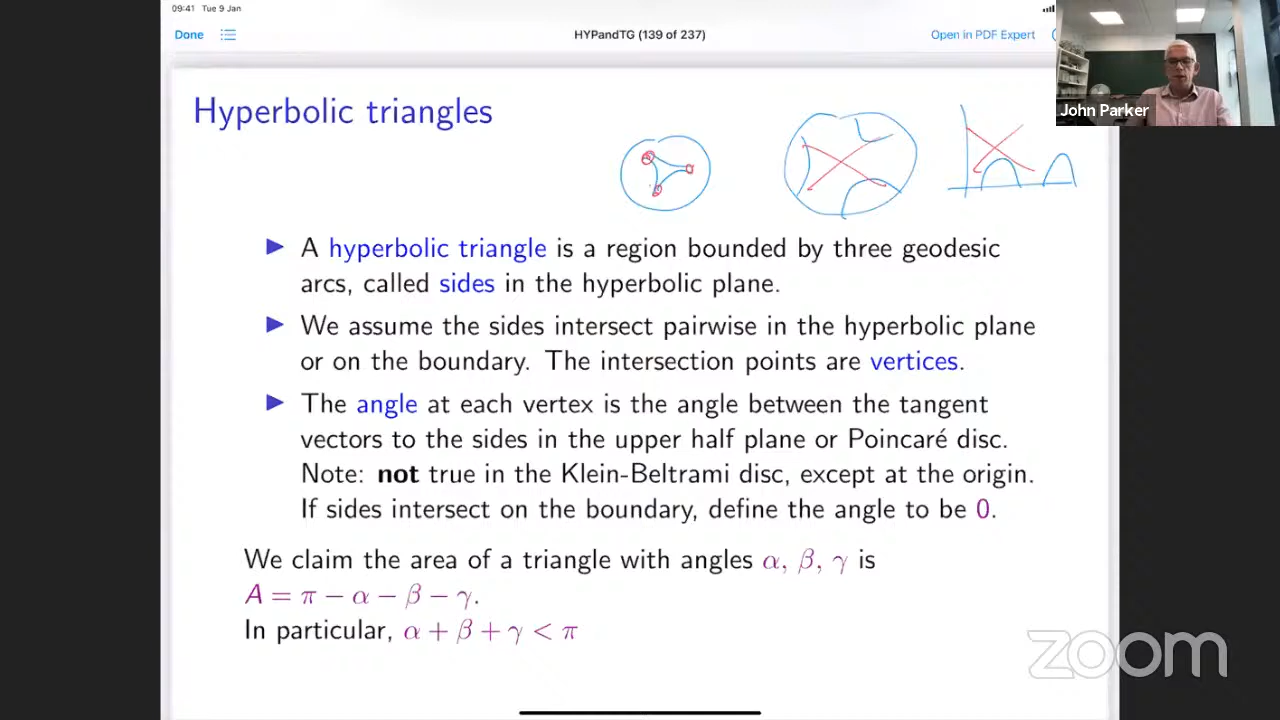 09:41 Tue 9 Jan
Done
HYPandTG (139 of 237)
Open in PDF Expert
John Parker
Hyperbolic triangles
▶ A hyperbolic triangle is a region bounded by three geodesic
arcs, called sides in the hyperbolic plane.
▶ We assume the sides intersect pairwise in the hyperbolic plane
or on the boundary. The intersection points are vertices.
▶ The angle at each vertex is the angle between the tangent
vectors to the sides in the upper half plane or Poincaré disc.
Note: not true in the Klein-Beltrami disc, except at the origin.
If sides intersect on the boundary, define the angle to be 0.
We claim the area of a triangle with angles α, β, γ is
A = π − α − β − γ.
In particular, α + β + γ < π
zoom